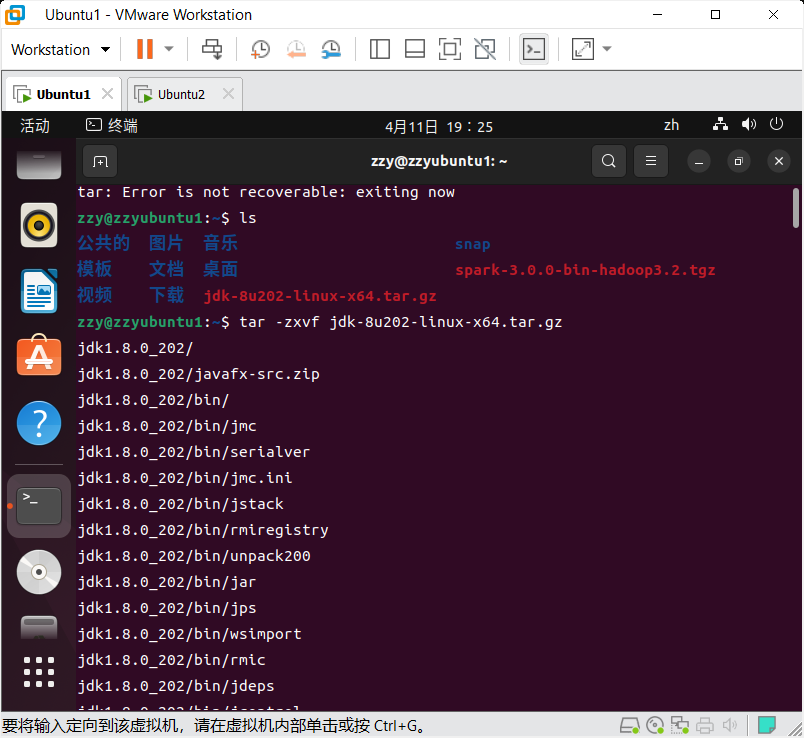 Ubuntu1 - VMware Workstation
Workstation
Ubuntu1 Ubuntu2
活动 终端 4月11日 19：25 zh
zzy@zzyubuntu1: ~
tar: Error is not recoverable: exiting now
zzy@zzyubuntu1:~$ ls
公共的 图片 音乐 snap
模板 文档 桌面 spark-3.0.0-bin-hadoop3.2.tgz
视频 下载 jdk-8u202-linux-x64.tar.gz
zzy@zzyubuntu1:~$ tar -zxvf jdk-8u202-linux-x64.tar.gz
jdk1.8.0_202/
jdk1.8.0_202/javafx-src.zip
jdk1.8.0_202/bin/
jdk1.8.0_202/bin/jmc
jdk1.8.0_202/bin/serialver
jdk1.8.0_202/bin/jmc.ini
jdk1.8.0_202/bin/jstack
jdk1.8.0_202/bin/rmiregistry
jdk1.8.0_202/bin/unpack200
jdk1.8.0_202/bin/jar
jdk1.8.0_202/bin/jps
jdk1.8.0_202/bin/wsimport
jdk1.8.0_202/bin/rmic
jdk1.8.0_202/bin/jdeps
要将输入定向到该虚拟机，请在虚拟机内部单击或按 Ctrl+G。